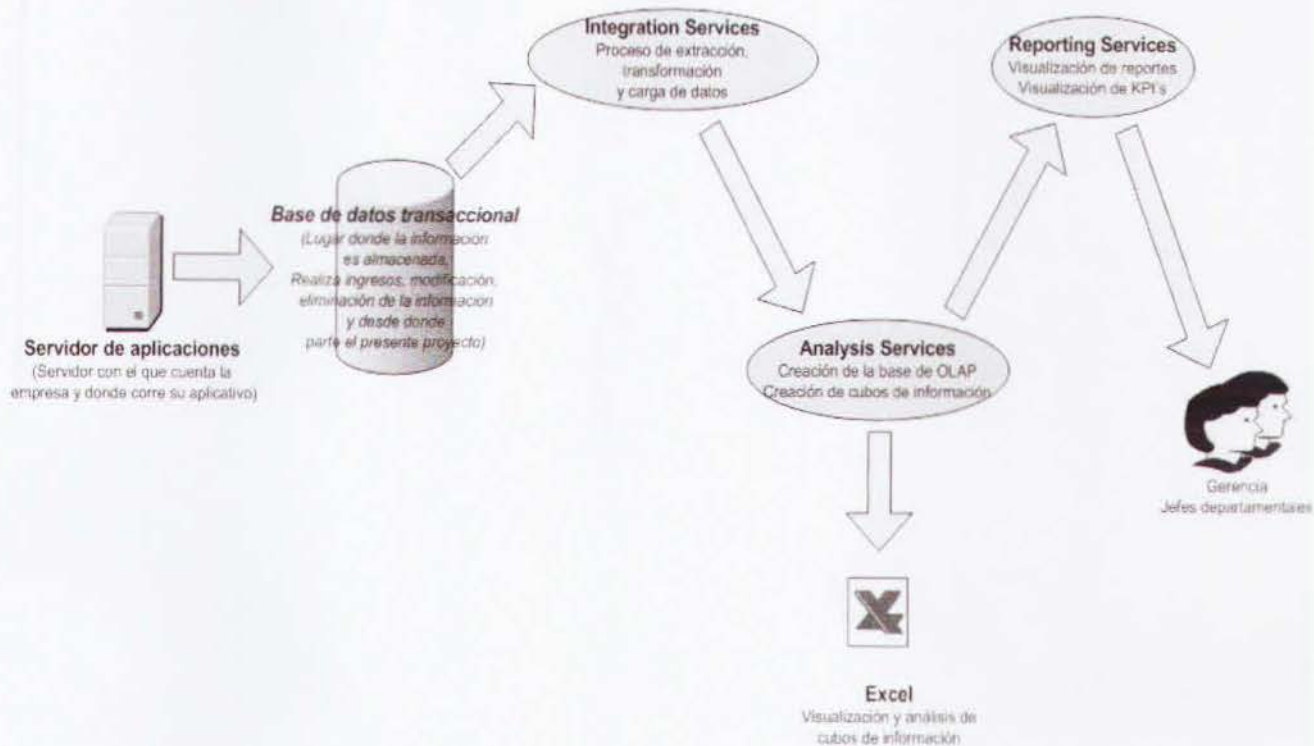 Integration Services
Proceso de extracción,
transformación
y carga de datos
Reporting Services
Visualización de reportes
Visualización de KPI's
Base de datos transaccional
(Lugar donde la información
es almacenada,
Realiza ingresos, modificación,
eliminación de la información
y desde donde
parte el presente proyecto)
Servidor de aplicaciones
(Servidor con el que cuenta la
empresa y donde corre su aplicativo)
Analysis Services
Creación de la base de OLAP
Creación de cubos de información
Gerencia
Jefes departamentales
Excel
Visualización y análisis de
cubos de información